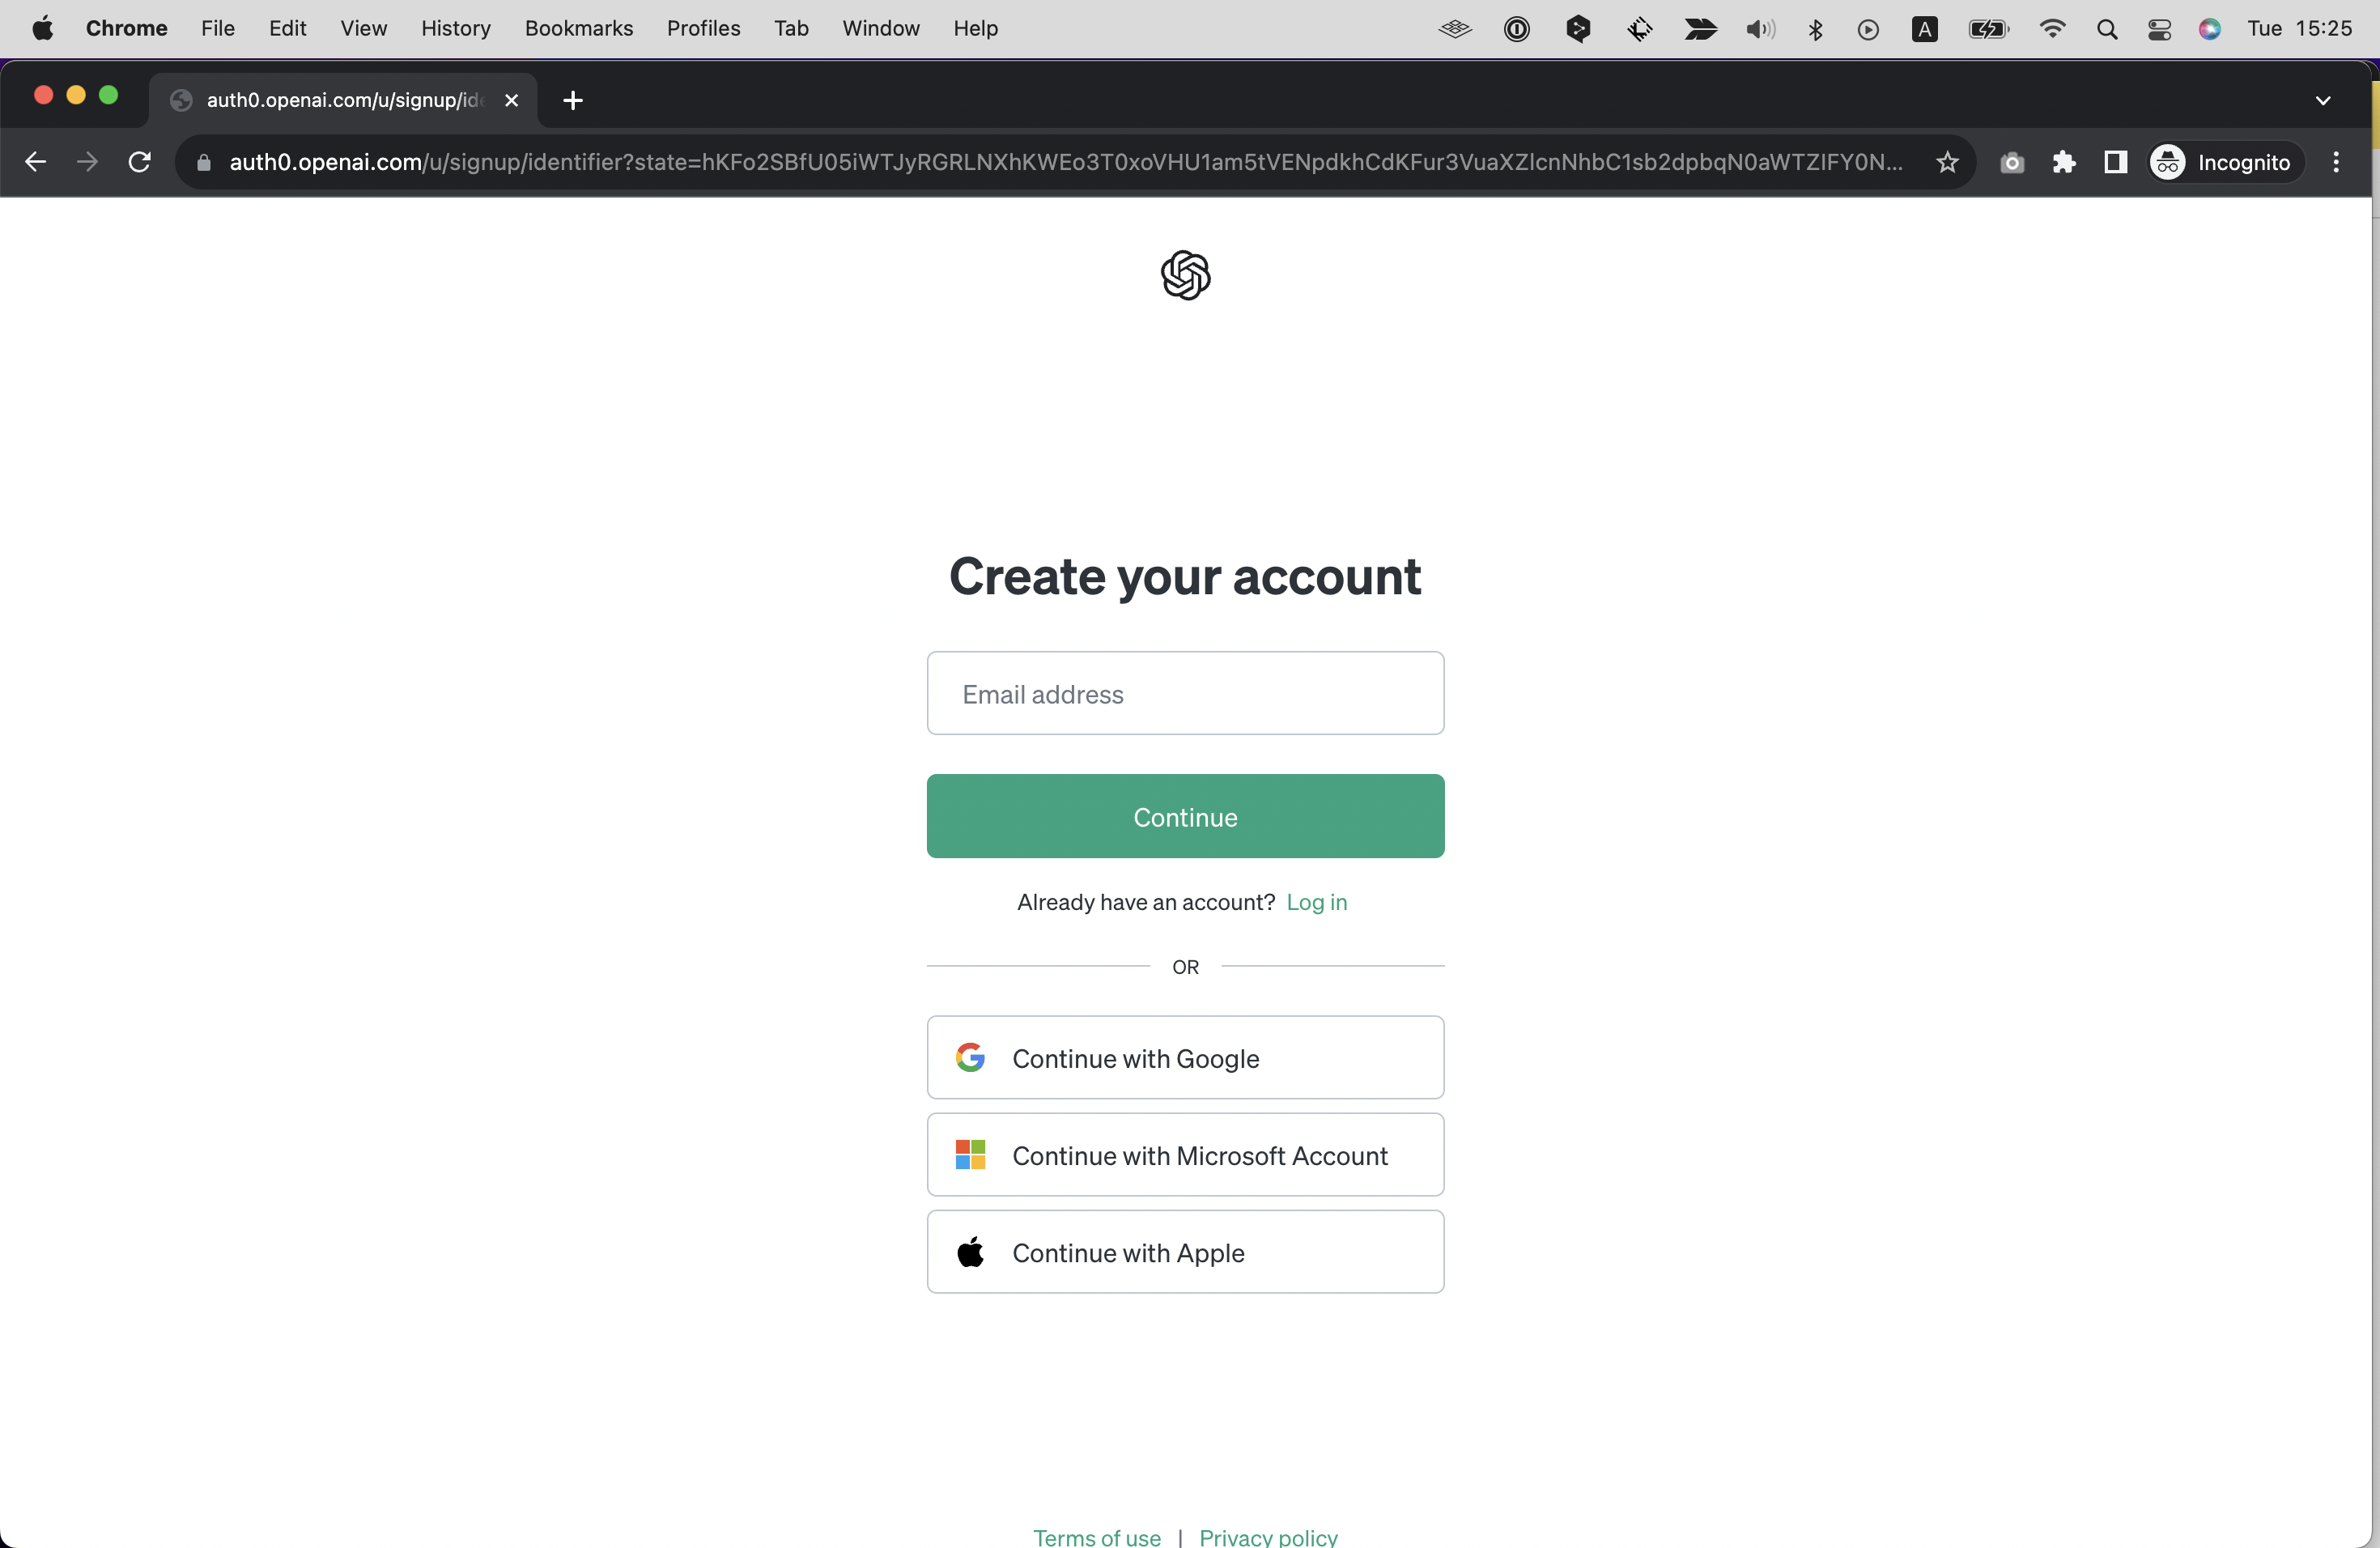 Chrome File Edit View History Bookmarks Profiles Tab Window Help A Tue 15:25
auth0.openai.com/u/signup/id
auth0.openai.com/u/signup/identifier?state=hKFo2SBfU05iWTJyRGRLNXhKWEo3T0xoVHU1am5tVENpdkhCdKFur3VuaXZlcnNhbC1sb2dpbqN0aWTZIFY0N... Incognito
Create your account
Email address
Continue
Already have an account? Log in
OR
Continue with Google
Continue with Microsoft Account
Continue with Apple
Terms of use | Privacy policy